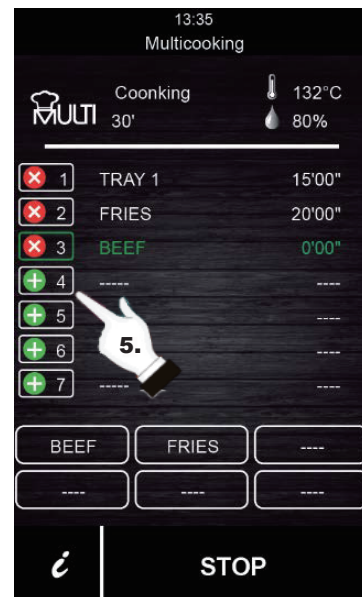 13:35
Multicooking
MULTI
Coonking
132°C
30'
80%
1 TRAY 1 15'00"
2 FRIES 20'00"
3 BEEF 0'00"
4 ----- ----
5 ----
6 ----
7 ----- ----
5.
BEEF FRIES ----
---- ---- ----
i STOP